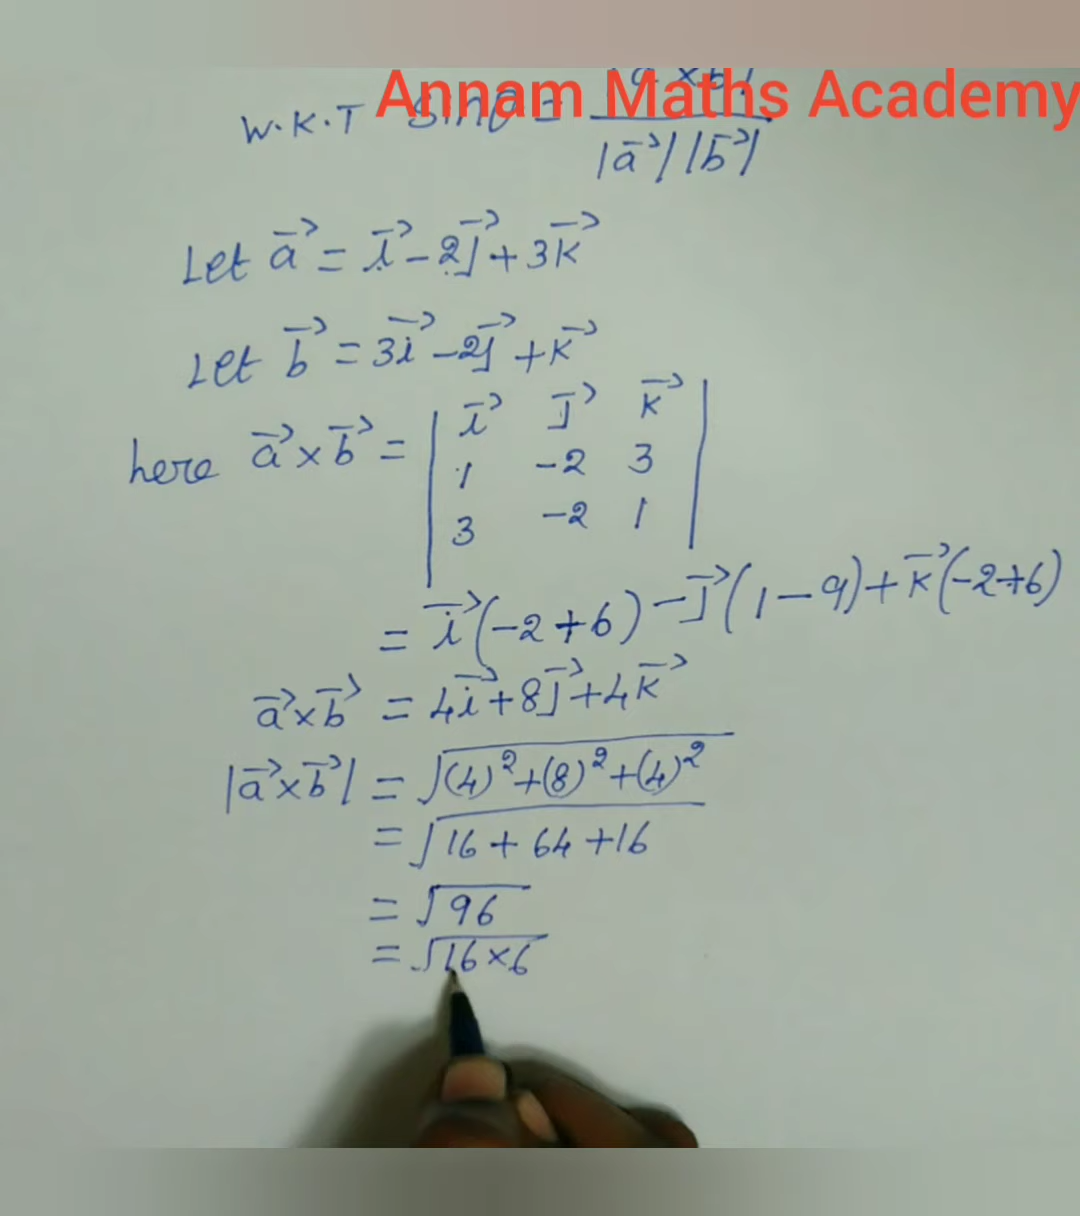 Annam Maths Academy
W.K.T Sinθ = |a⃗ × b⃗| / |a⃗| |b⃗|
Let a⃗ = i⃗ - 2j⃗ + 3k⃗
Let b⃗ = 3i⃗ - 2j⃗ + k⃗
here a⃗ × b⃗ = | i⃗ j⃗ k⃗ |
1 -2 3
3 -2 1
= i⃗(-2+6) - j⃗(1-9) + k⃗(-2+6)
a⃗ × b⃗ = 4i⃗ + 8j⃗ + 4k⃗
|a⃗ × b⃗| = √(4)² + (8)² + (4)²
= √16 + 64 + 16
= √96
= √16 × 6